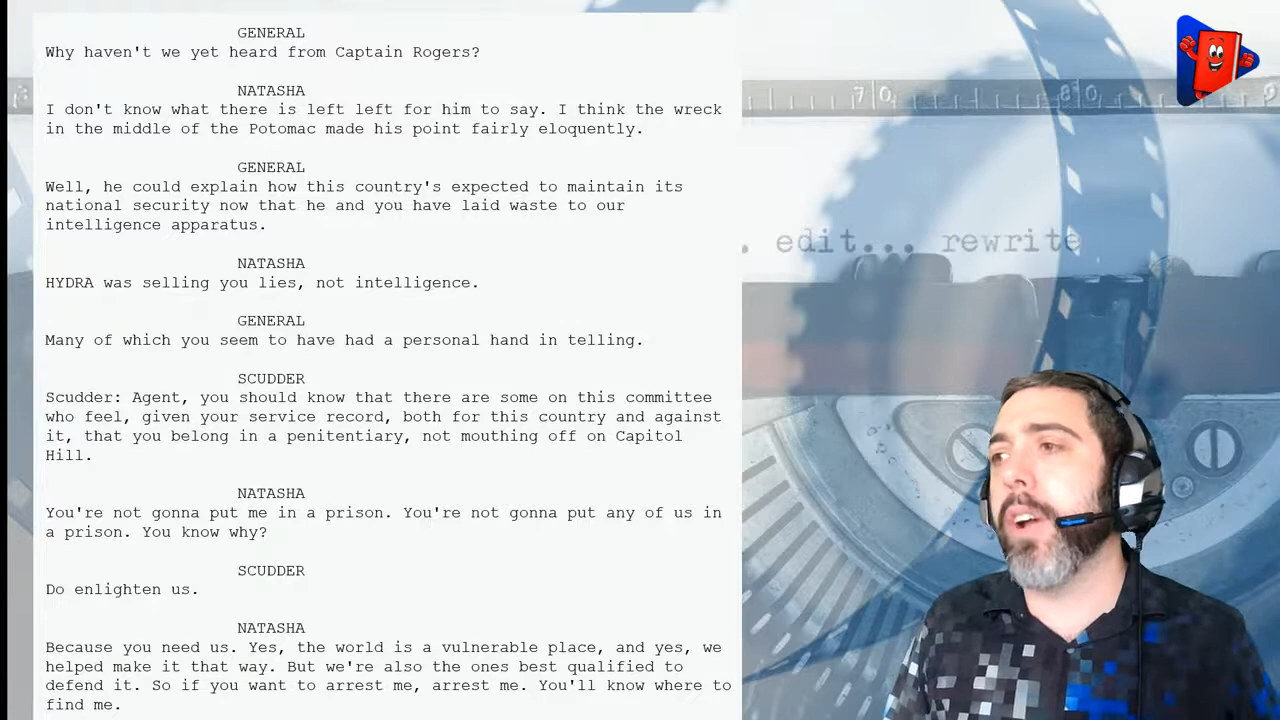 GENERAL
Why haven't we yet heard from Captain Rogers?
NATASHA
I don't know what there is left left for him to say. I think the wreck
in the middle of the Potomac made his point fairly eloquently.
GENERAL
Well, he could explain how this country's expected to maintain its
national security now that he and you have laid waste to our
intelligence apparatus.
NATASHA
HYDRA was selling you lies, not intelligence.
GENERAL
Many of which you seem to have had a personal hand in telling.
SCUDDER
Scudder: Agent, you should know that there are some on this committee
who feel, given your service record, both for this country and against
it, that you belong in a penitentiary, not mouthing off on Capitol
Hill.
NATASHA
You're not gonna put me in a prison. You're not gonna put any of us in
a prison. You know why?
SCUDDER
Do enlighten us.
NATASHA
Because you need us. Yes, the world is a vulnerable place, and yes, we
helped make it that way. But we're also the ones best qualified to
defend it. So if you want to arrest me, arrest me. You'll know where to
find me.
70 80 9
. edit... rewrite